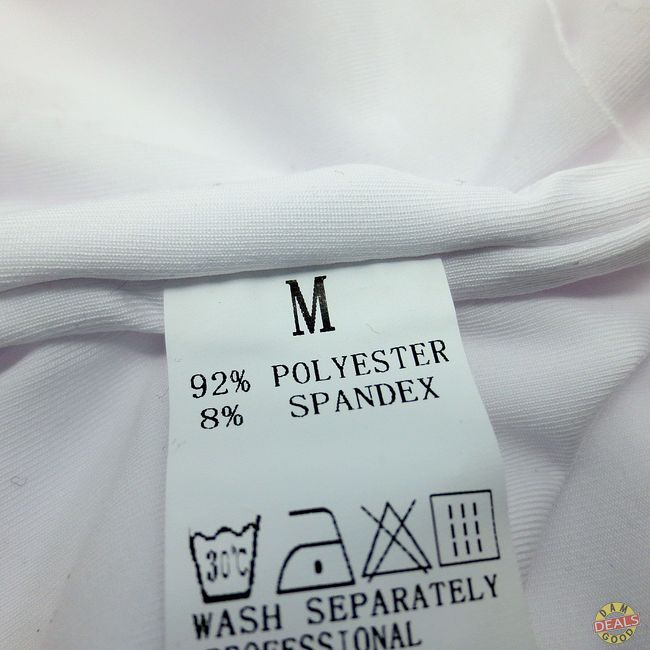 M
92% POLYESTER
8% SPANDEX
30°C
WASH SEPARATELY
PROFESSIONAL
DAM
DEALS
GOOD